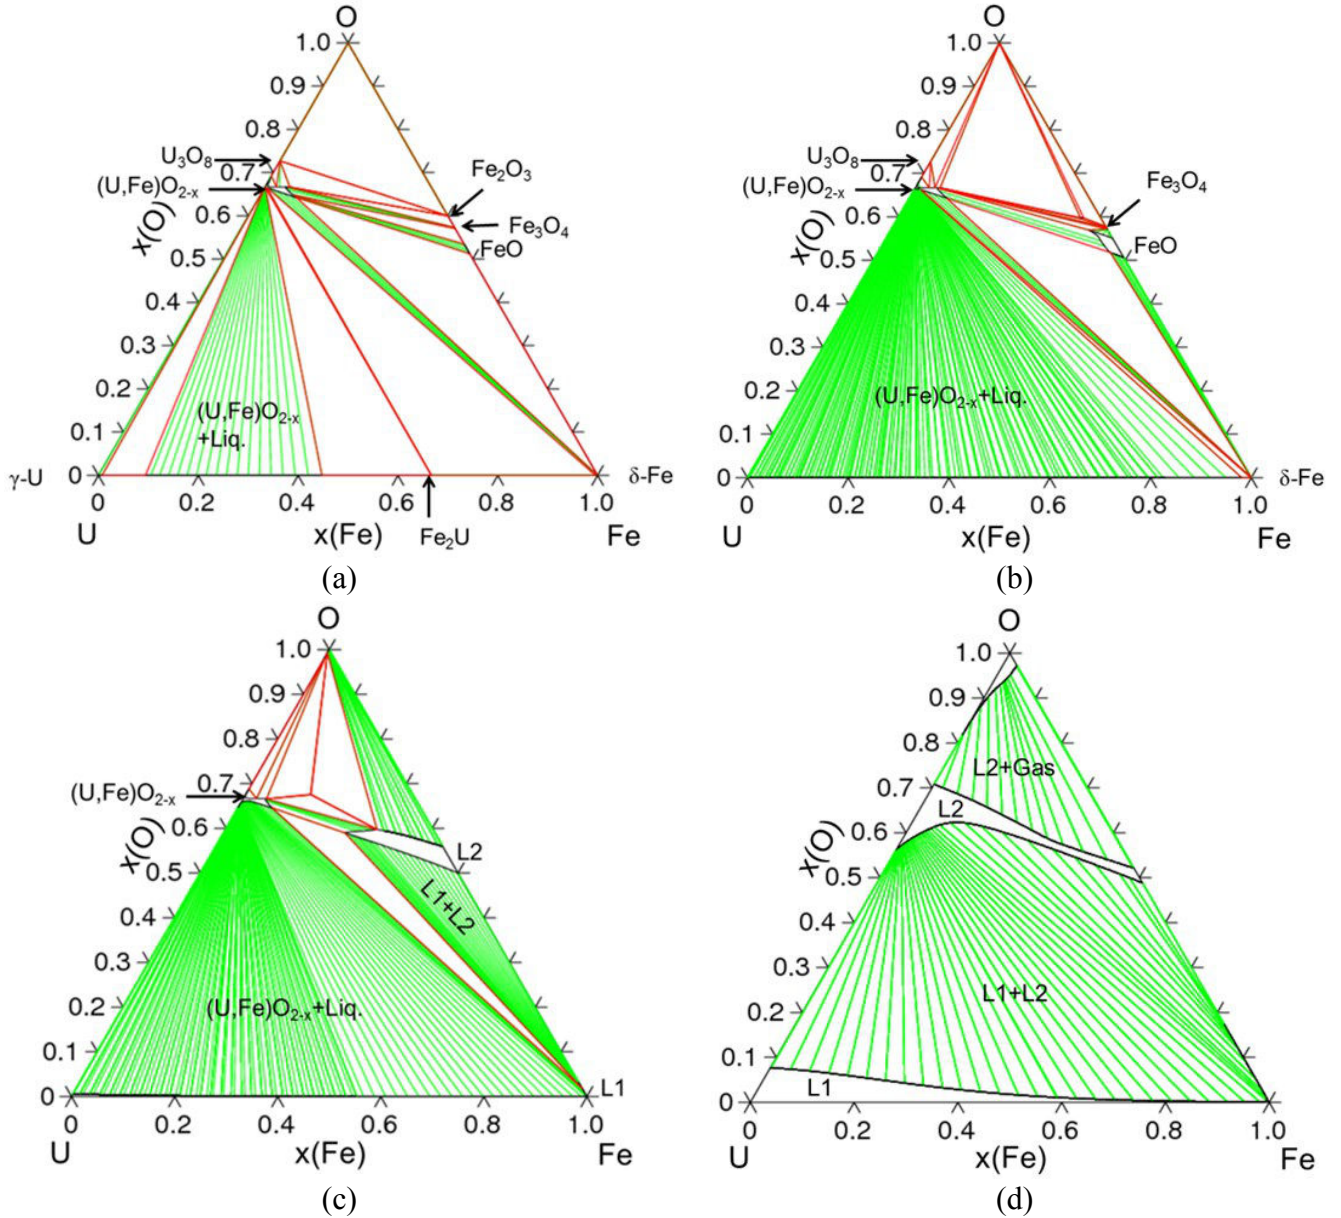 O
1.0
0.9
0.8
U₃O₈
0.7
Fe₂O₃
(U,Fe)O₂₋ₓ
0.6
x(O)
Fe₃O₄
FeO
0.5
0.4
0.3
0.2
(U,Fe)O₂₋ₓ
+Liq.
0.1
γ-U
0
δ-Fe
0
0.2
0.4
0.6
0.8
1.0
U
x(Fe)
Fe₂U
Fe
(a)
O
1.0
0.9
0.8
U₃O₈
0.7
Fe₃O₄
(U,Fe)O₂₋ₓ
0.6
x(O)
FeO
0.5
0.4
0.3
0.2
(U,Fe)O₂₋ₓ+Liq.
0.1
0
δ-Fe
0
0.2
0.4
0.6
0.8
1.0
U
x(Fe)
Fe
(b)
O
1.0
0.9
0.8
0.7
(U,Fe)O₂₋ₓ
0.6
x(O)
L2
0.5
L1+L2
0.4
0.3
0.2
(U,Fe)O₂₋ₓ+Liq.
0.1
0
L1
0
0.2
0.4
0.6
0.8
1.0
U
x(Fe)
Fe
(c)
O
1.0
0.9
0.8
L2+Gas
0.7
L2
0.6
x(O)
0.5
0.4
0.3
L1+L2
0.2
0.1
L1
0
0
0.2
0.4
0.6
0.8
1.0
U
x(Fe)
Fe
(d)